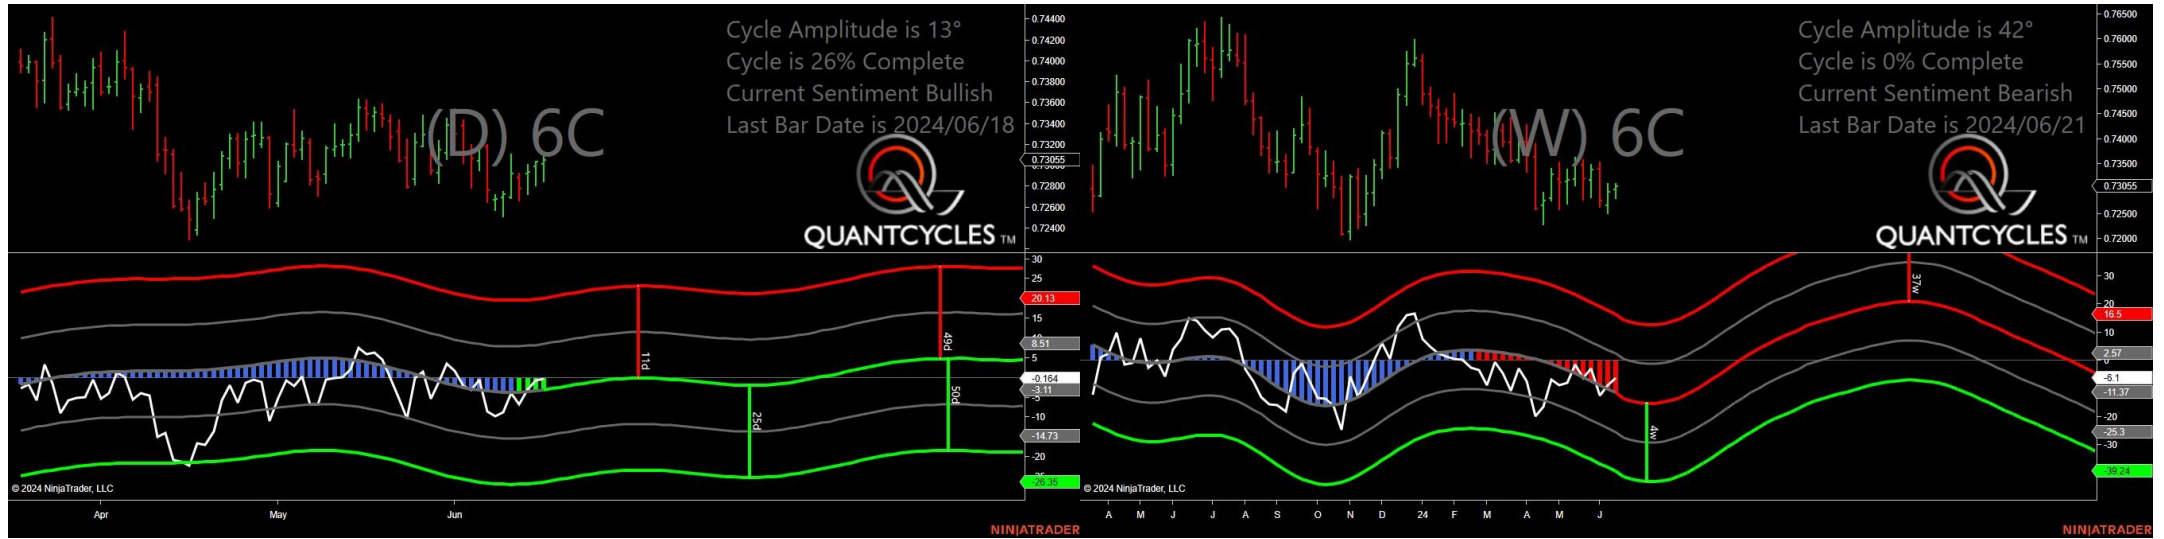 Cycle Amplitude is 13°
Cycle is 26% Complete
Current Sentiment Bullish
Last Bar Date is 2024/06/18
(D) 6C
QUANTCYCLES TM
0.74400
0.74200
0.74000
0.73800
0.73600
0.73400
0.73200
0.73055
0.72800
0.72600
0.72400
30
25
20.13
15
8.51
5
-0.164
-3.11
-5
-10
-14.73
-20
-26.35
11d
25d
49d
50d
© 2024 NinjaTrader, LLC
Apr May Jun
NINJATRADER
Cycle Amplitude is 42°
Cycle is 0% Complete
Current Sentiment Bearish
Last Bar Date is 2024/06/21
(W) 6C
QUANTCYCLES TM
0.76500
0.76000
0.75500
0.75000
0.74500
0.74000
0.73500
0.73055
0.72500
0.72000
30
20
16.5
10
2.57
0
-6.1
-11.37
-20
-25.3
-30
-39.24
4w
37w
© 2024 NinjaTrader, LLC
A M J J A S O N D 24 F M A M J
NINJATRADER